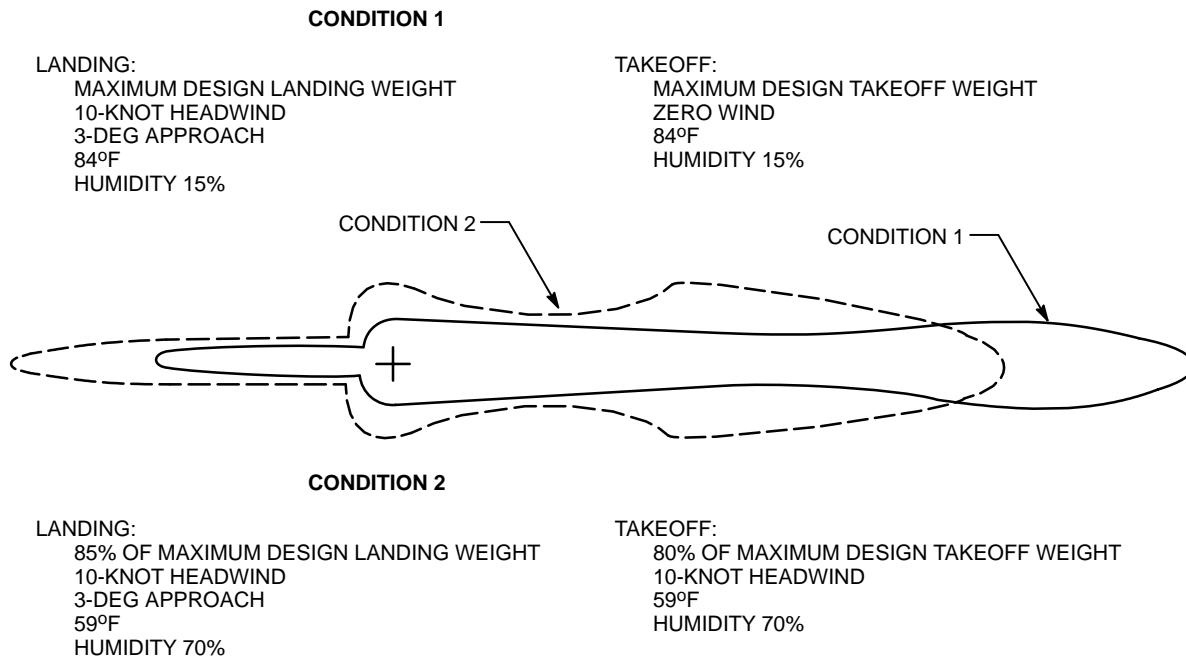 CONDITION 1
LANDING:
MAXIMUM DESIGN LANDING WEIGHT
10-KNOT HEADWIND
3-DEG APPROACH
84ºF
HUMIDITY 15%
TAKEOFF:
MAXIMUM DESIGN TAKEOFF WEIGHT
ZERO WIND
84ºF
HUMIDITY 15%
CONDITION 2
CONDITION 1
CONDITION 2
LANDING:
85% OF MAXIMUM DESIGN LANDING WEIGHT
10-KNOT HEADWIND
3-DEG APPROACH
59ºF
HUMIDITY 70%
TAKEOFF:
80% OF MAXIMUM DESIGN TAKEOFF WEIGHT
10-KNOT HEADWIND
59ºF
HUMIDITY 70%